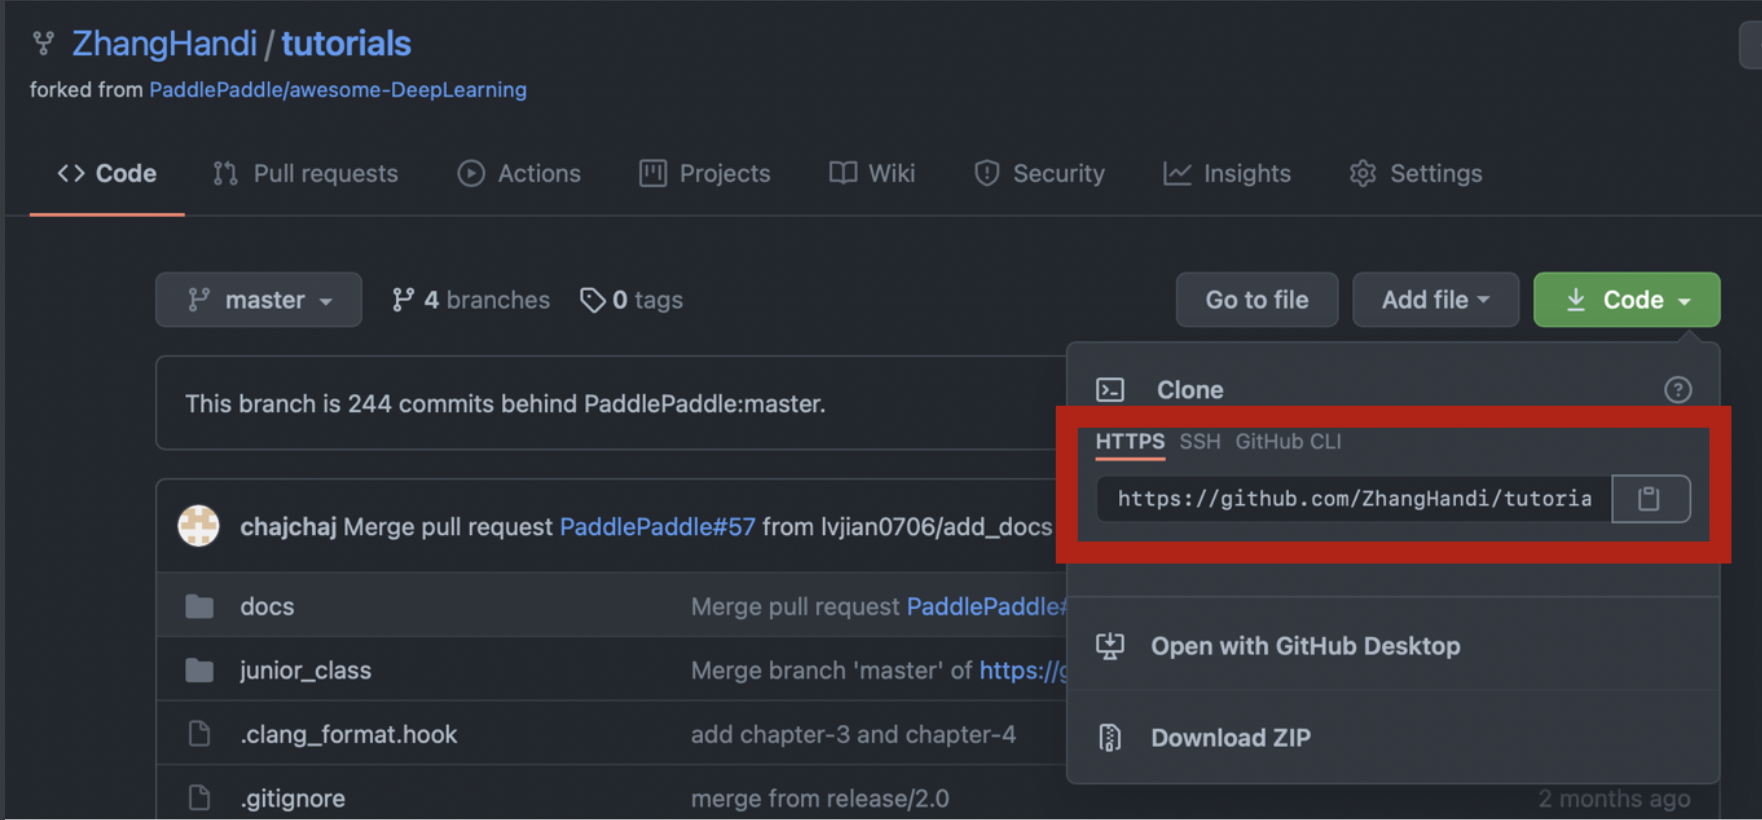 ZhangHandi / tutorials
forked from PaddlePaddle/awesome-DeepLearning
<> Code Pull requests Actions Projects Wiki Security Insights Settings
master 4 branches 0 tags Go to file Add file Code
This branch is 244 commits behind PaddlePaddle:master.
Clone
HTTPS SSH GitHub CLI
https://github.com/ZhangHandi/tutoria
chajchaj Merge pull request PaddlePaddle#57 from lvjian0706/add_docs
docs Merge pull request PaddlePaddle#
junior_class Merge branch 'master' of https://g
.clang_format.hook add chapter-3 and chapter-4
.gitignore merge from release/2.0 2 months ago
Open with GitHub Desktop
Download ZIP